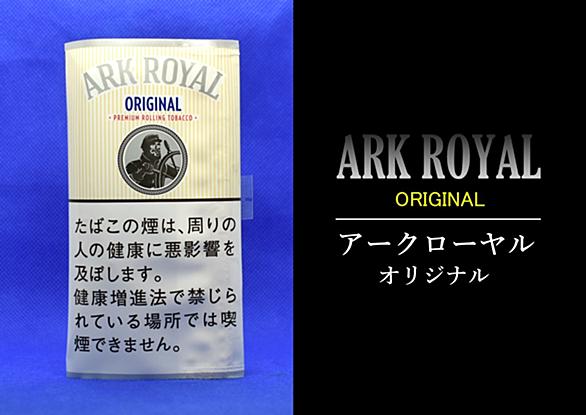 ARK ROYAL
ORIGINAL
PREMIUM ROLLING TOBACCO
たばこの煙は、周りの
人の健康に悪影響を
及ぼします。
健康増進法で禁じら
れている場所では喫
煙できません。
ARK ROYAL
ORIGINAL
アークローヤル
オリジナル